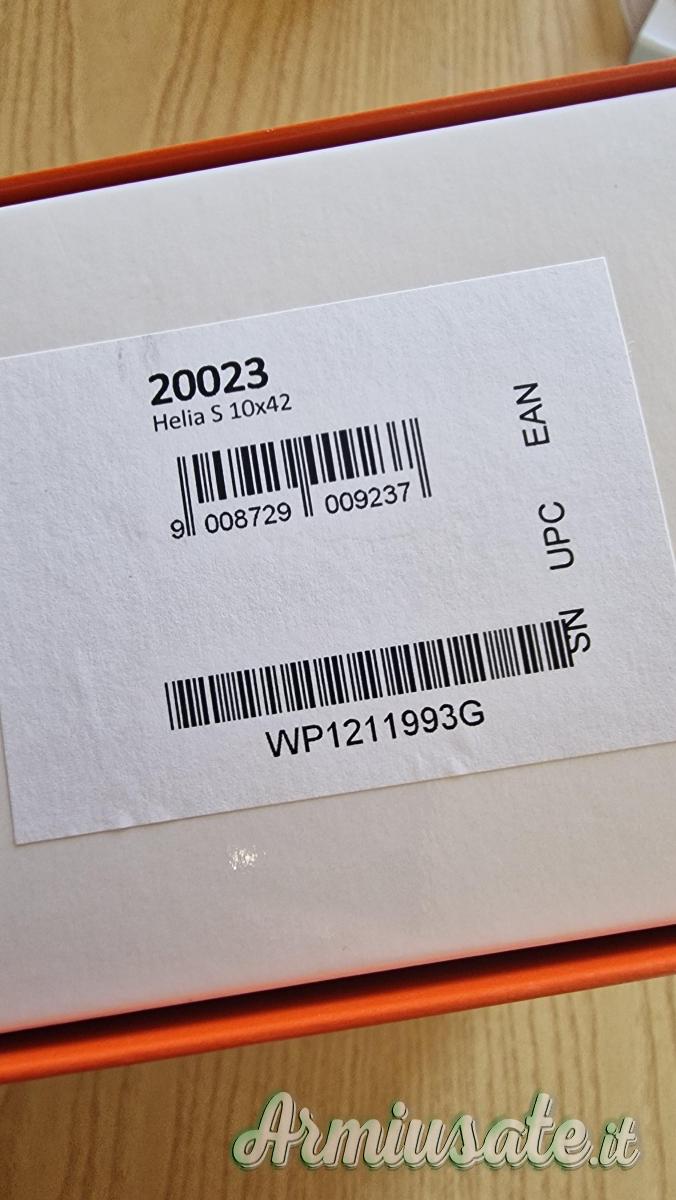 20023
Helia S 10x42
9 008729 009237
EAN
UPC
SN
WP1211993G
Armiusate.it